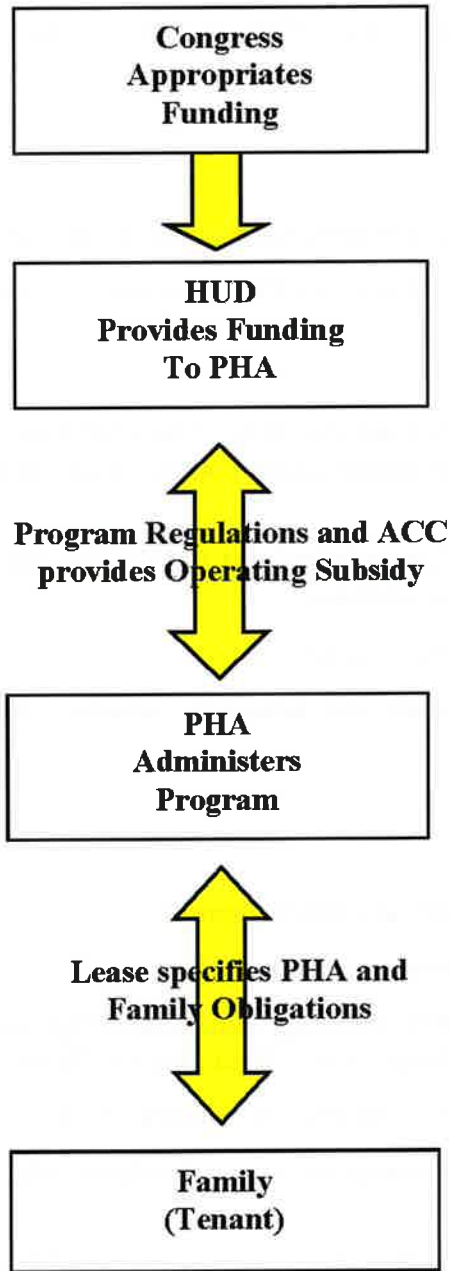 Congress
Appropriates
Funding
HUD
Provides Funding
To PHA
Program Regulations and ACC
provides Operating Subsidy
PHA
Administers
Program
Lease specifies PHA and
Family Obligations
Family
(Tenant)